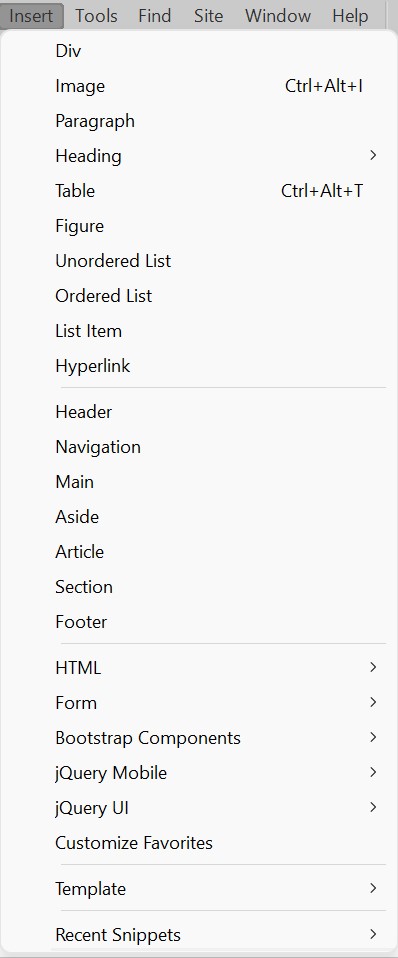 Insert Tools Find Site Window Help
Div
Image Ctrl+Alt+I
Paragraph
Heading
Table Ctrl+Alt+T
Figure
Unordered List
Ordered List
List Item
Hyperlink
Header
Navigation
Main
Aside
Article
Section
Footer
HTML
Form
Bootstrap Components
jQuery Mobile
jQuery UI
Customize Favorites
Template
Recent Snippets